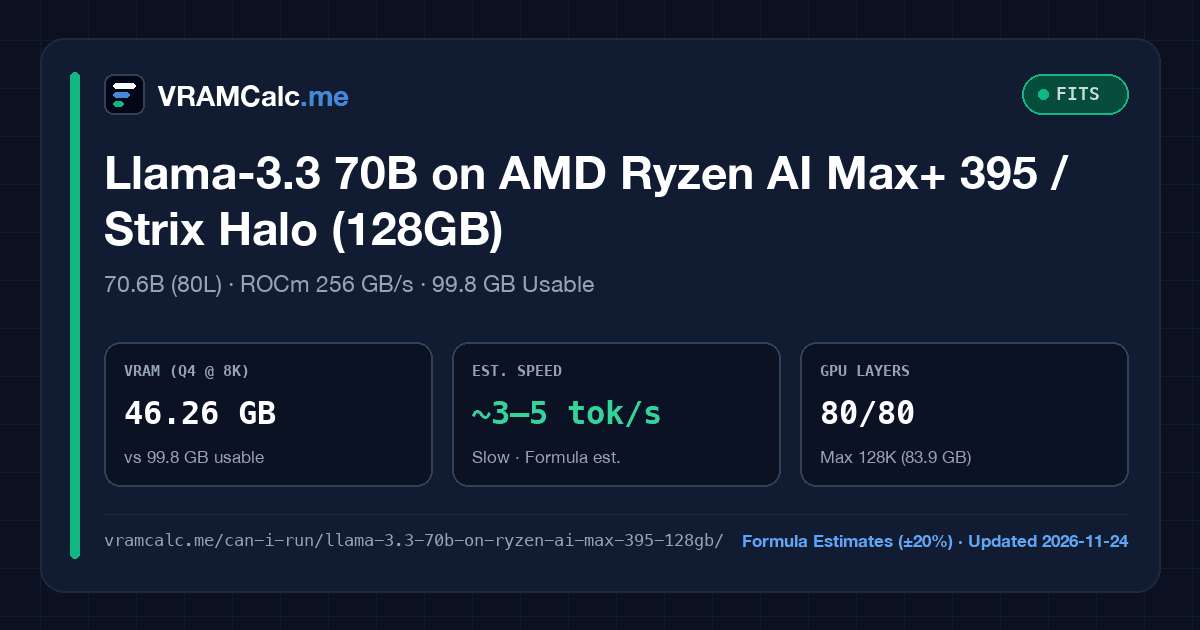 VRAMCalc.me
FITS
Llama-3.3 70B on AMD Ryzen AI Max+ 395 /
Strix Halo (128GB)
70.6B (80L) · ROCm 256 GB/s · 99.8 GB Usable
VRAM (Q4 @ 8K)
46.26 GB
vs 99.8 GB usable
EST. SPEED
~3–5 tok/s
Slow · Formula est.
GPU LAYERS
80/80
Max 128K (83.9 GB)
vramcalc.me/can-i-run/llama-3.3-70b-on-ryzen-ai-max-395-128gb/
Formula Estimates (±20%) · Updated 2026-11-24